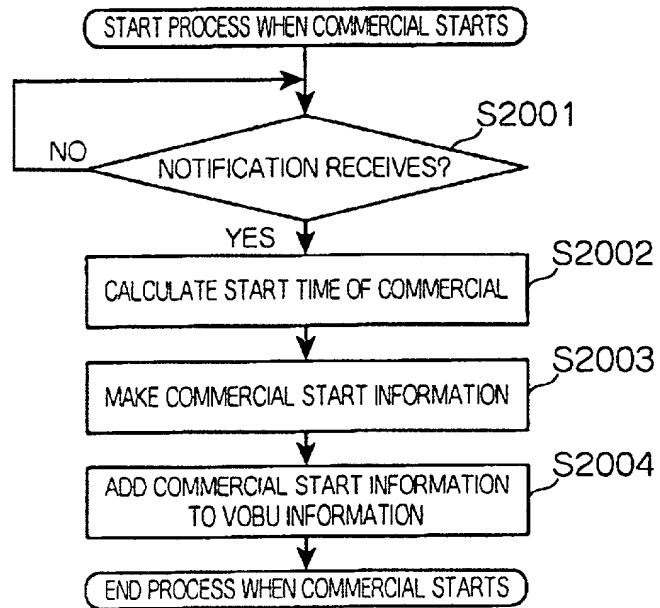 START PROCESS WHEN COMMERCIAL STARTS
S2001
NO
NOTIFICATION RECEIVES?
YES
S2002
CALCULATE START TIME OF COMMERCIAL
S2003
MAKE COMMERCIAL START INFORMATION
S2004
ADD COMMERCIAL START INFORMATION
TO VOBU INFORMATION
END PROCESS WHEN COMMERCIAL STARTS